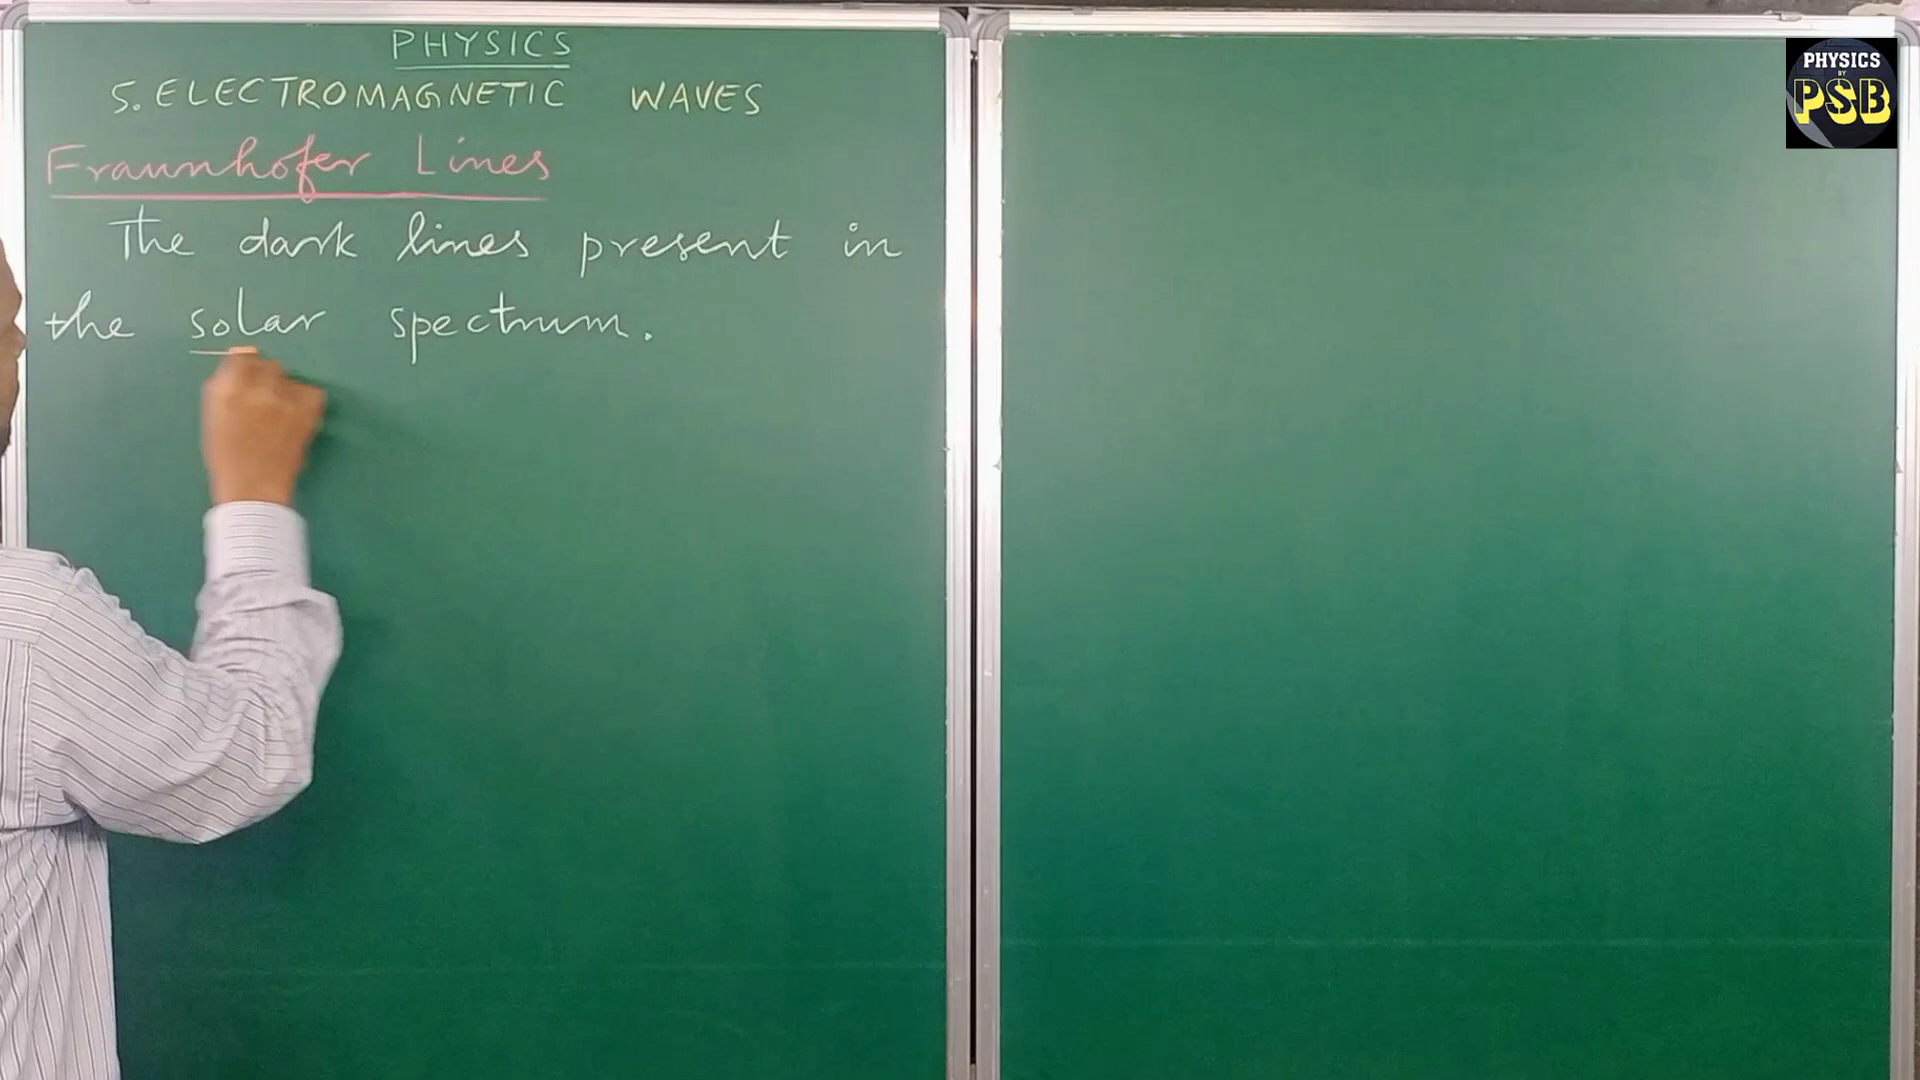 PHYSICS
5. ELECTROMAGNETIC WAVES
Fraunhofer Lines
The dark lines present in
the solar spectrum.
PHYSICS
BY
PSB